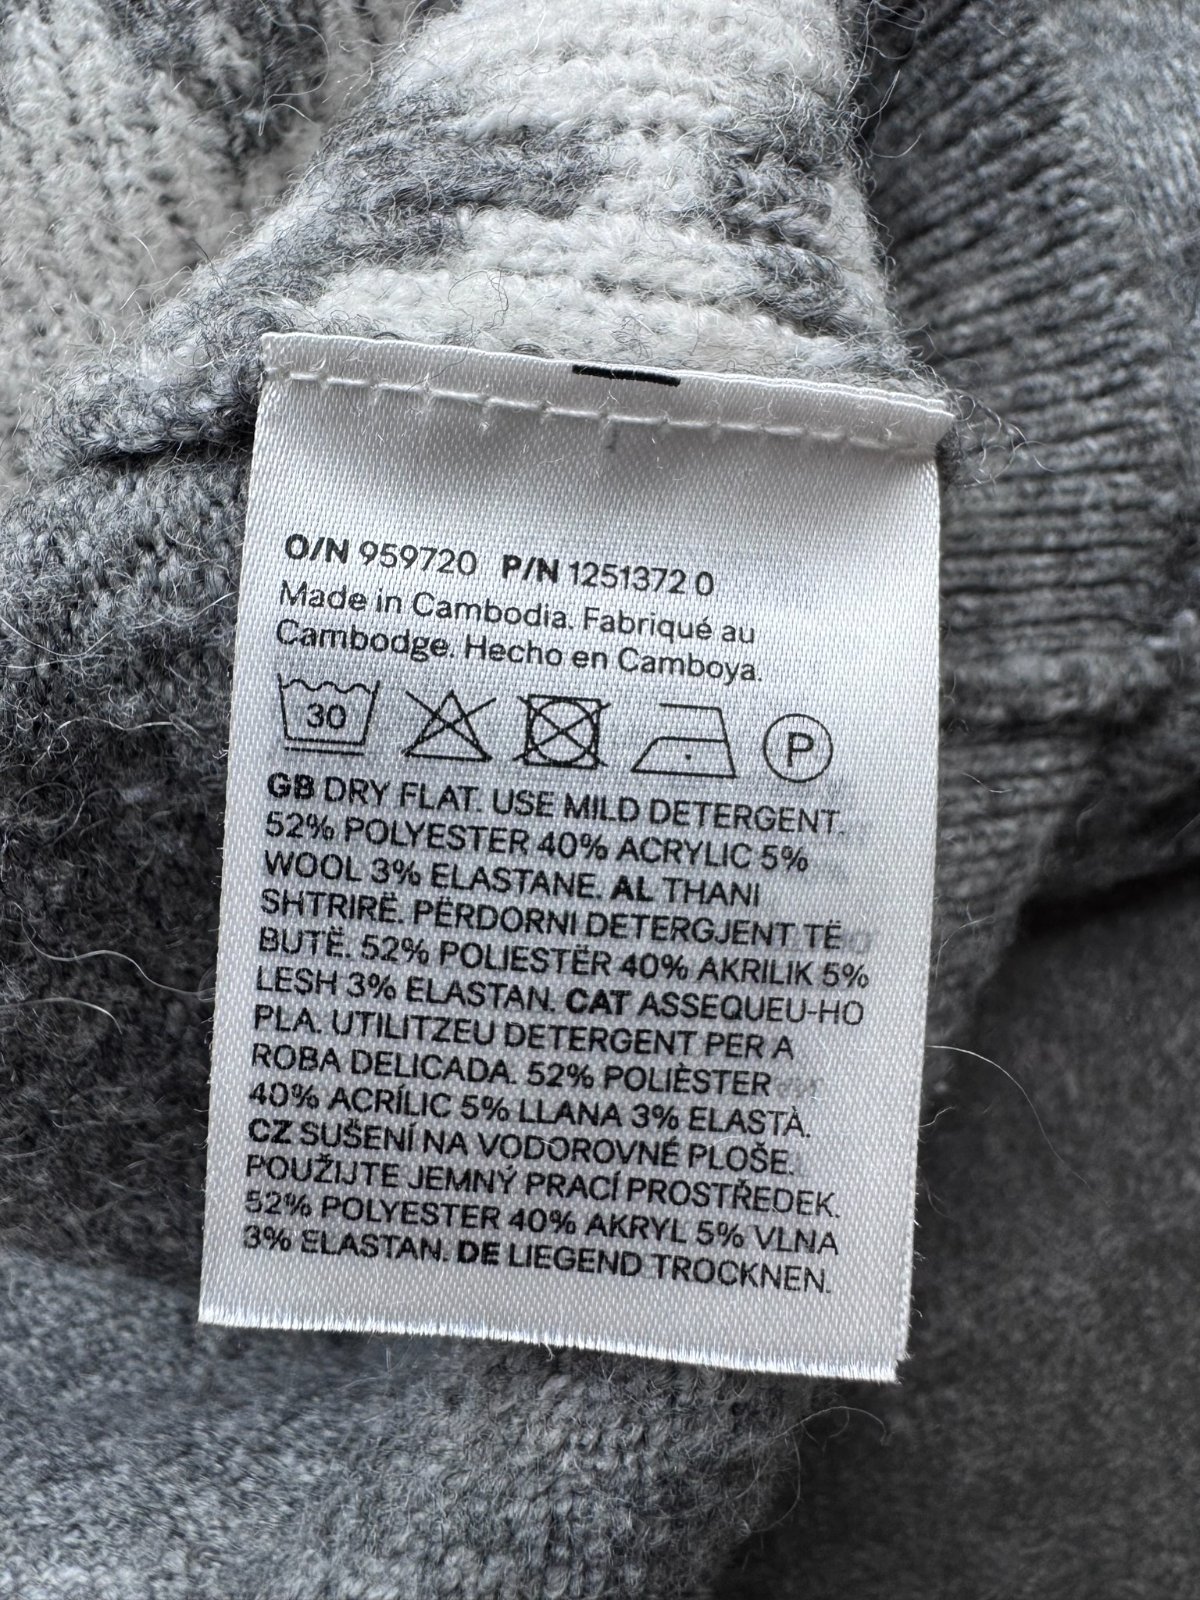 O/N 959720 P/N 1251372 0
Made in Cambodia. Fabriqué au
Cambodge. Hecho en Camboya.
30 P
GB DRY FLAT. USE MILD DETERGENT.
52% POLYESTER 40% ACRYLIC 5%
WOOL 3% ELASTANE. AL THANI
SHTRIRË. PËRDORNI DETERGJENT TË
BUTË. 52% POLIESTËR 40% AKRILIK 5%
LESH 3% ELASTAN. CAT ASSEQUEU-HO
PLA. UTILITZEU DETERGENT PER A
ROBA DELICADA. 52% POLIÈSTER
40% ACRÍLIC 5% LLANA 3% ELASTÀ.
CZ SUŠENÍ NA VODOROVNÉ PLOŠE.
POUŽIJTE JEMNÝ PRACÍ PROSTŘEDEK.
52% POLYESTER 40% AKRYL 5% VLNA
3% ELASTAN. DE LIEGEND TROCKNEN.